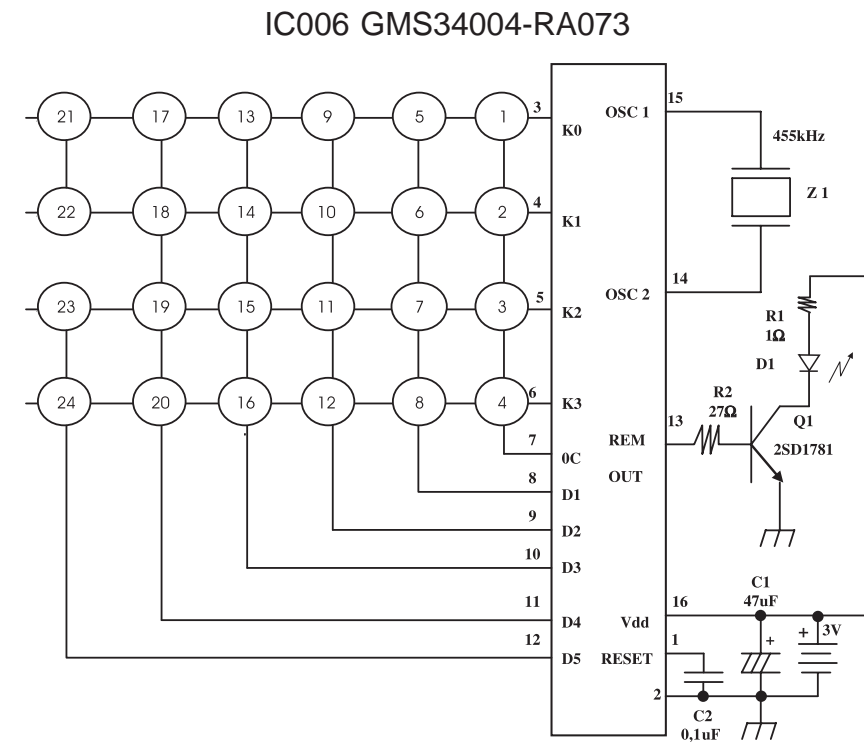 IC006 GMS34004-RA073
21 17 13 9 5 1 3 K0
22 18 14 10 6 2 4 K1
23 19 15 11 7 3 5 K2
24 20 16 12 8 4 6 K3
7 0C
8 D1
9 D2
10 D3
11 D4
12 D5
OSC 1 15
455kHz
Z 1
OSC 2 14
R1
1Ω
D1
R2
27Ω
REM 13
OUT
Q1
2SD1781
C1
47uF
Vdd 16
+ + 3V
RESET 1
2
C2
0,1uF